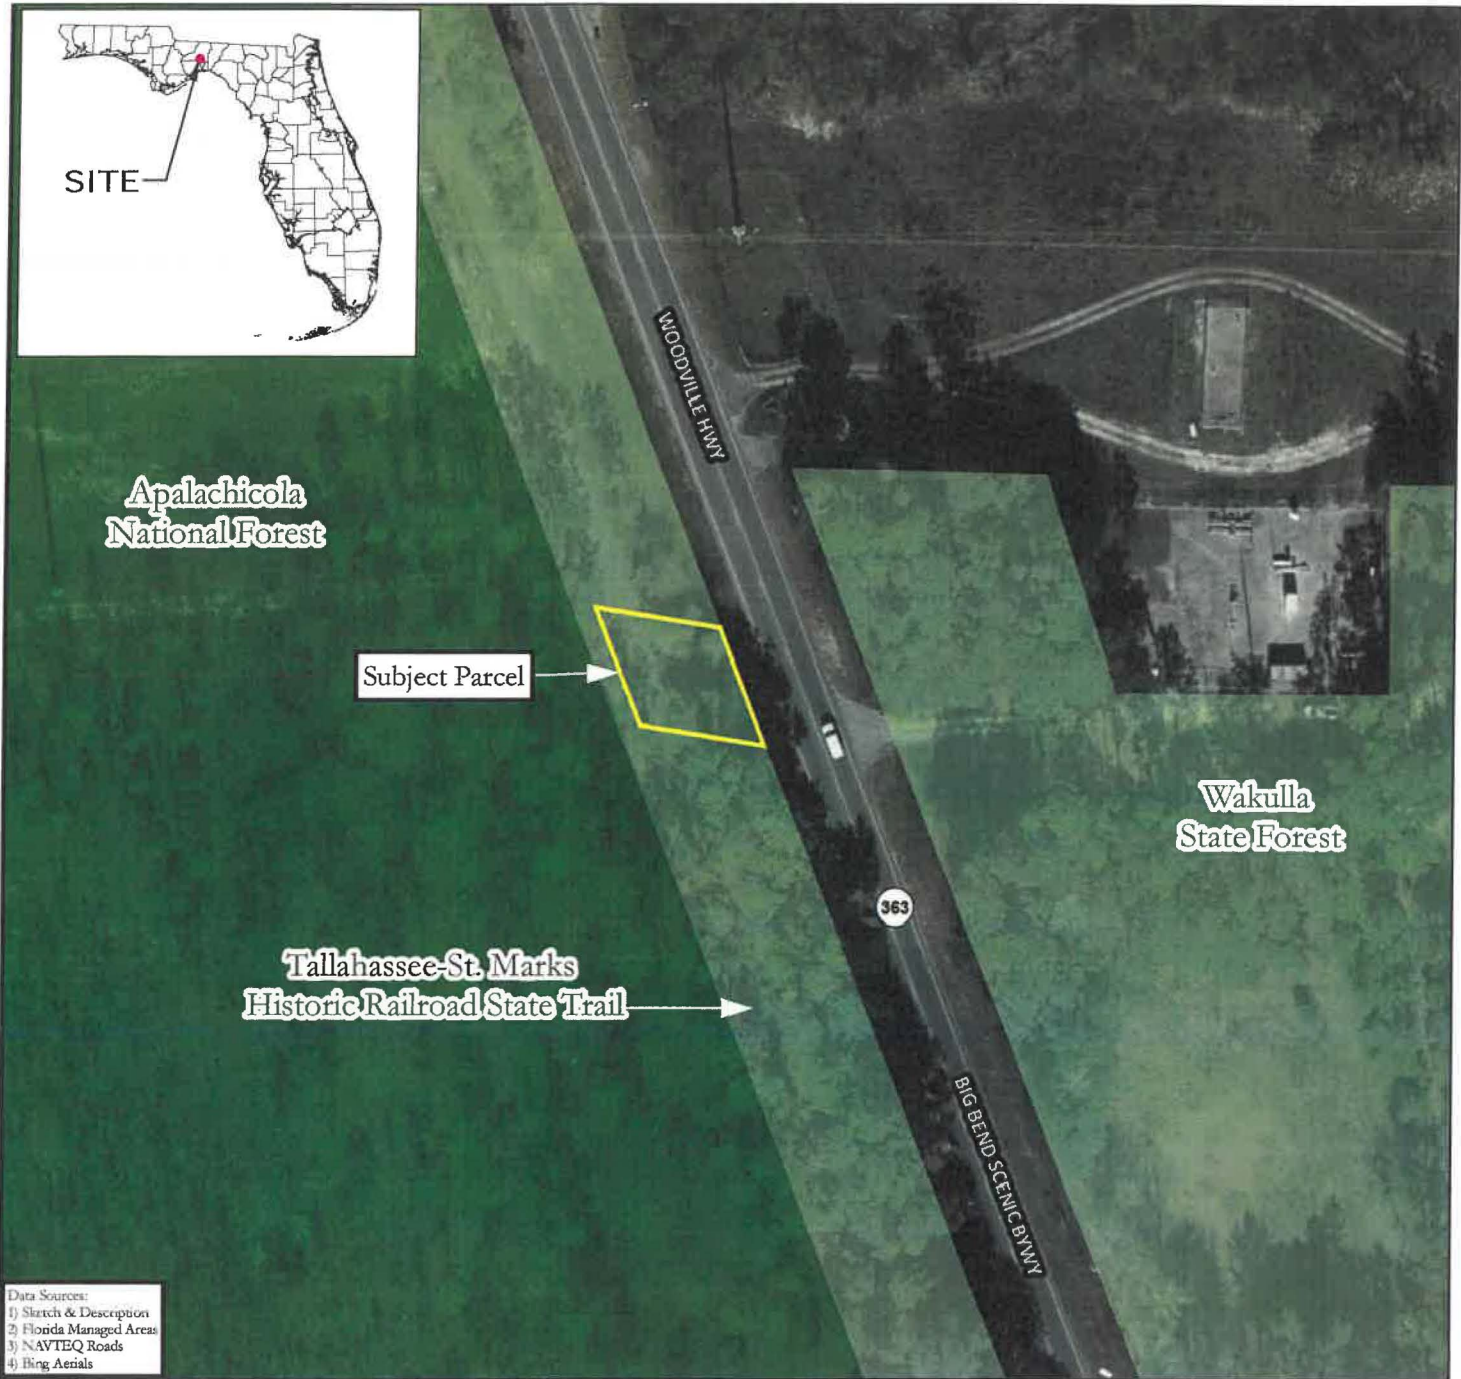 SITE
WOODVILLE HWY
Apalachicola
National Forest
Subject Parcel
Wakulla
State Forest
363
Tallahassee-St. Marks
Historic Railroad State Trail
BIG BEND SCENIC BYWY
Data Sources:
1) Sketch & Description
2) Florida Managed Areas
3) NAVTEQ Roads
4) Bing Aerials